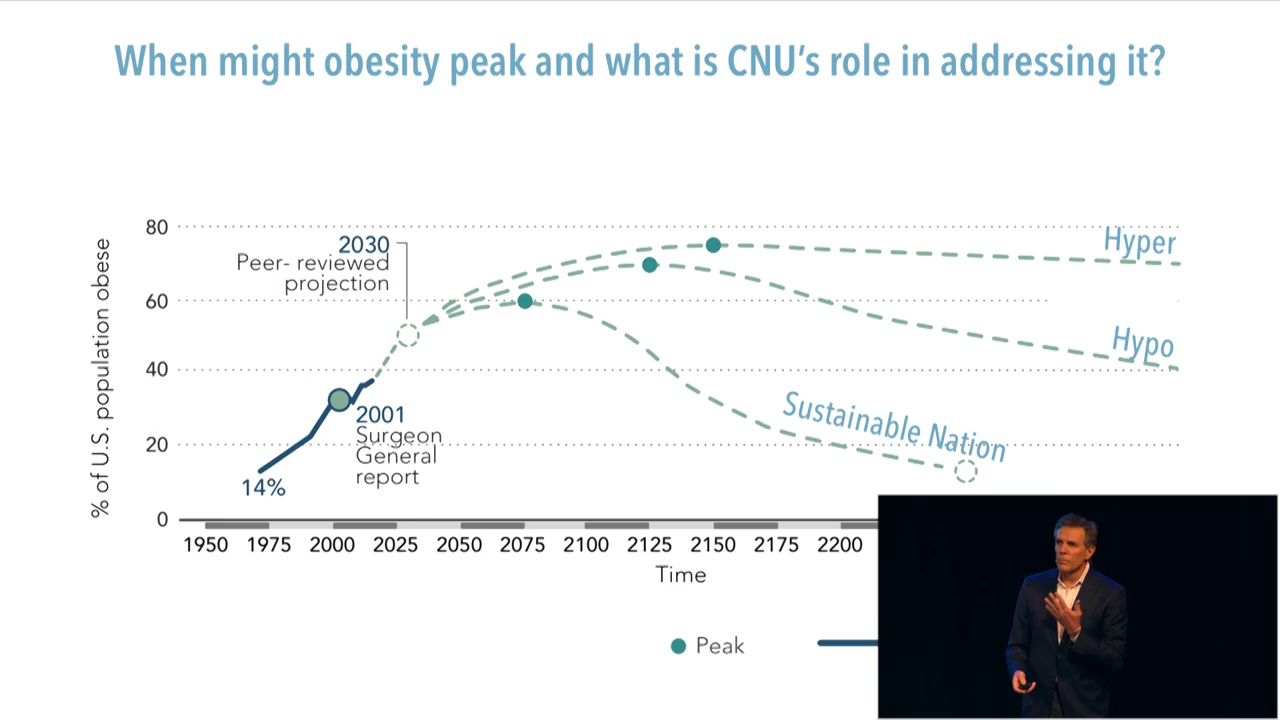 When might obesity peak and what is CNU's role in addressing it?
80
60
40
20
0
% of U.S. population obese
2030
Peer- reviewed
projection
2001
Surgeon
General
report
14%
Hyper
Hypo
Sustainable Nation
1950 1975 2000 2025 2050 2075 2100 2125 2150 2175 2200
Time
Peak